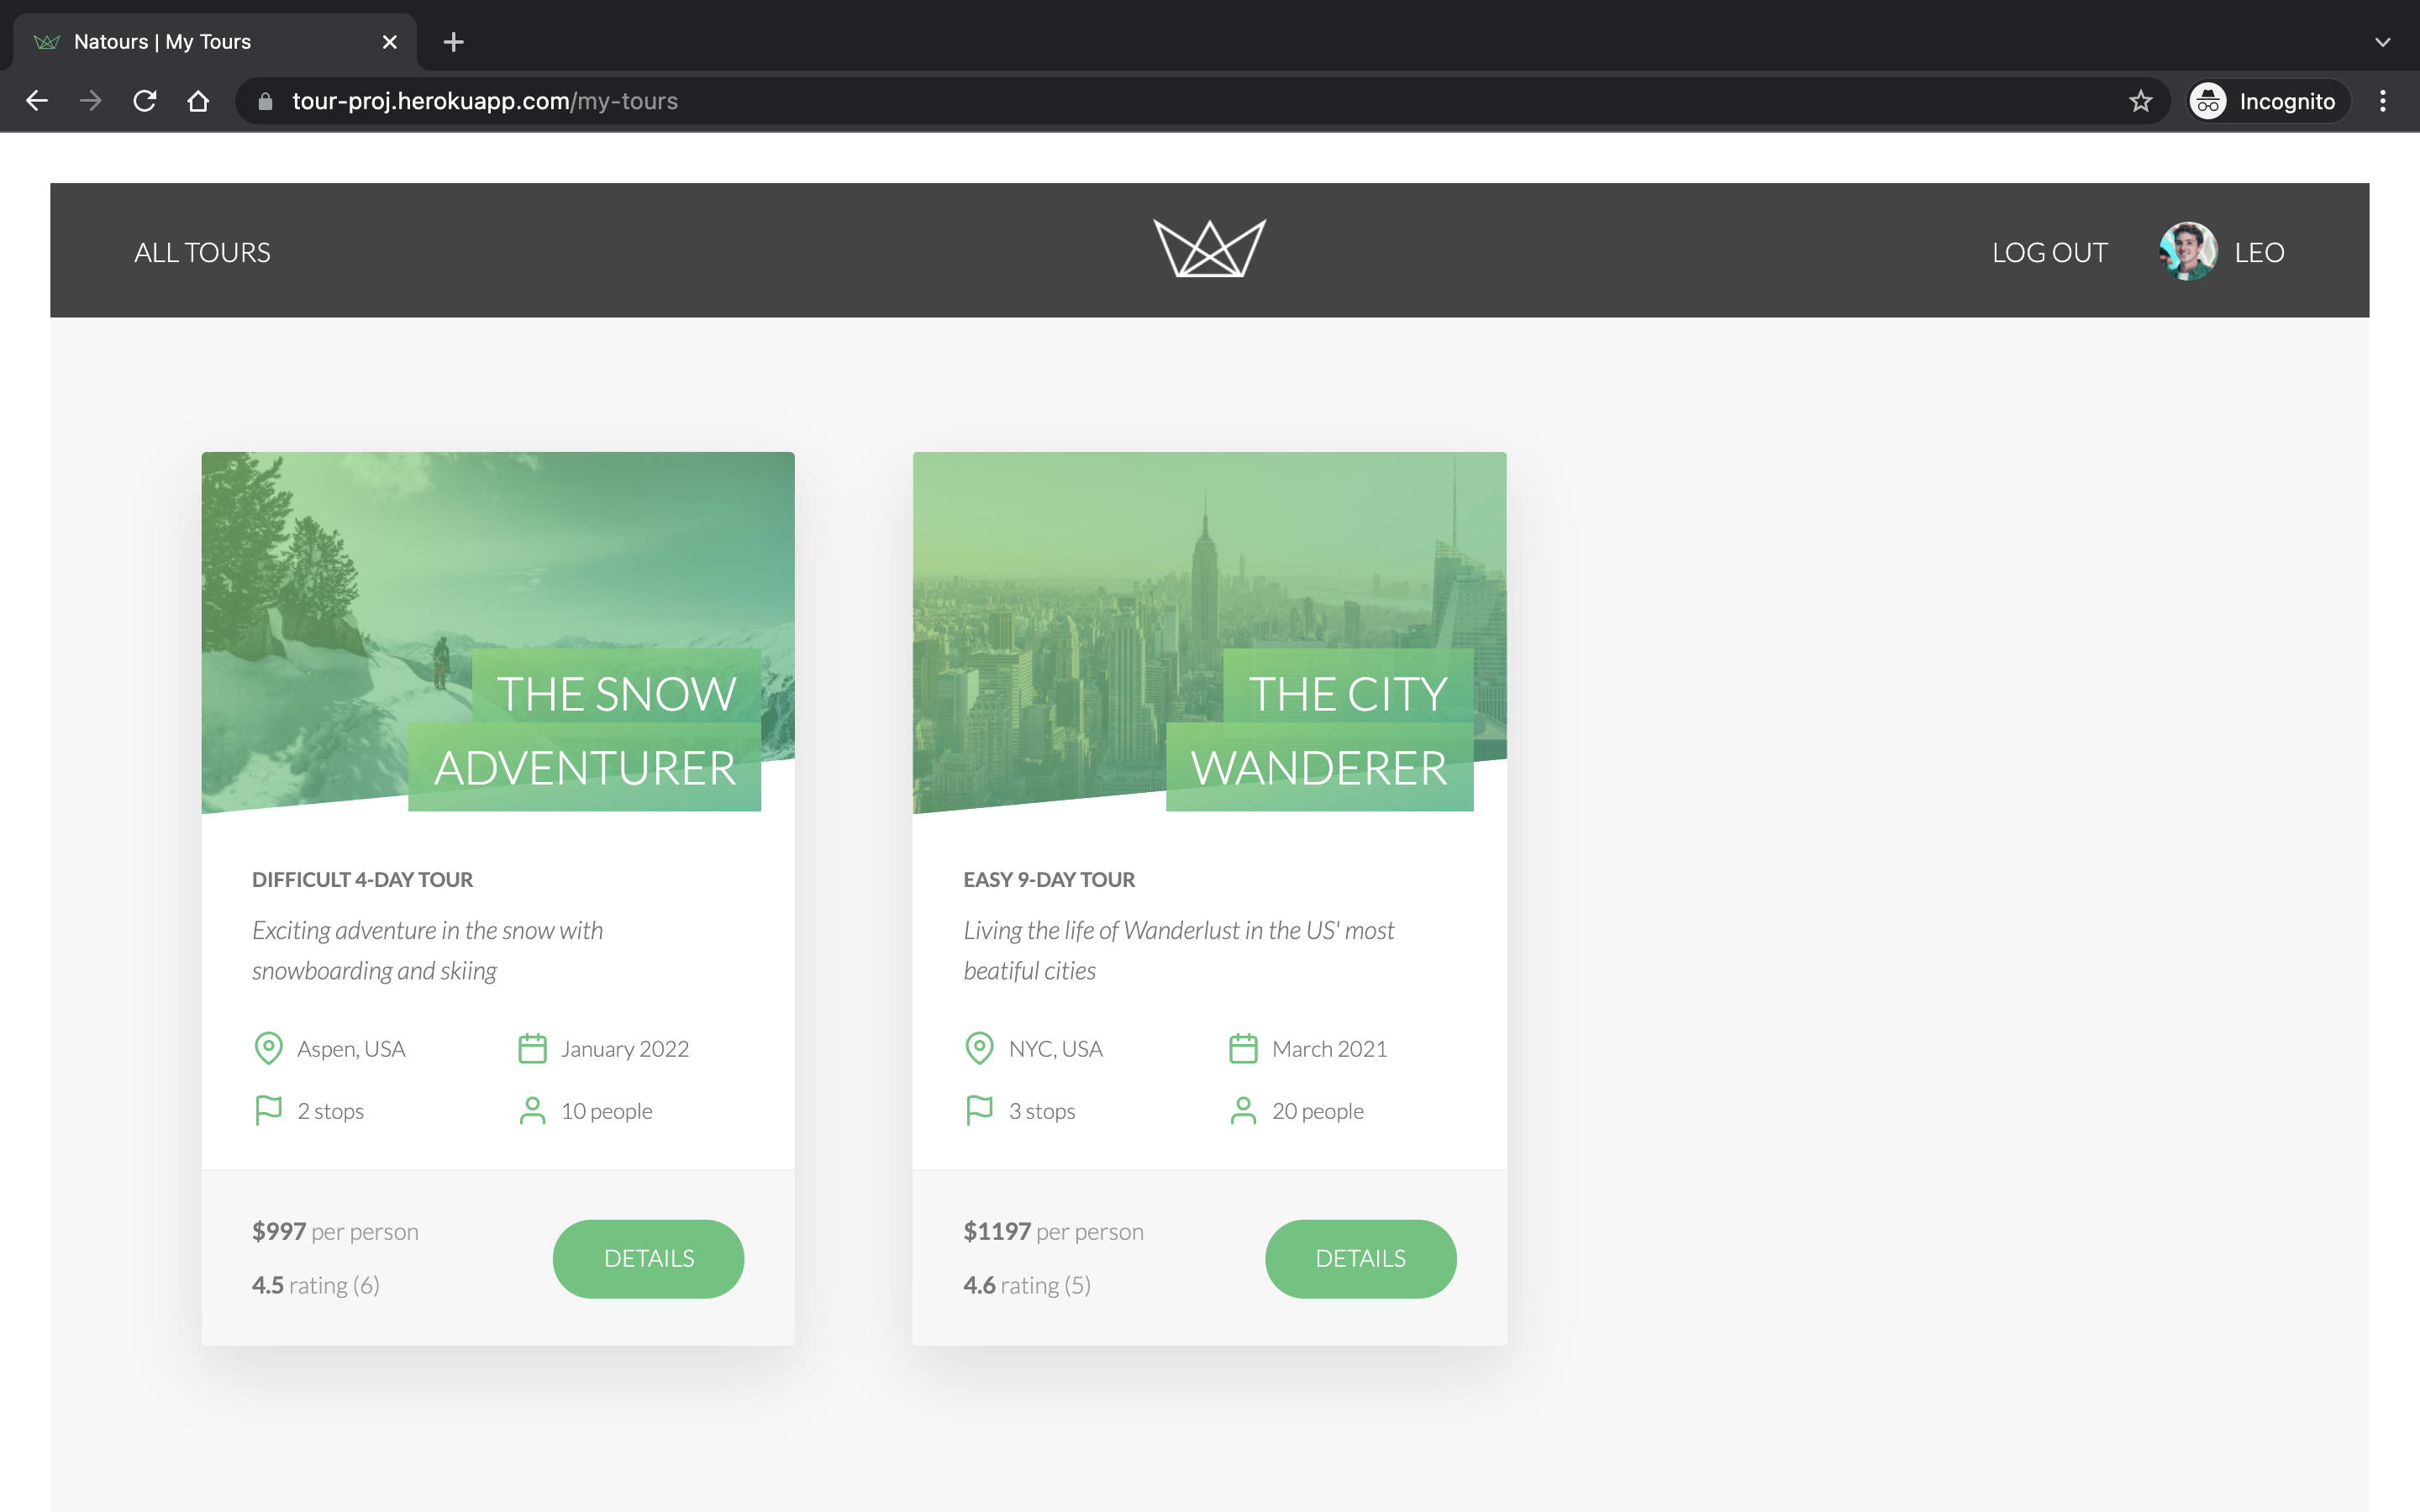 Natours | My Tours
tour-proj.herokuapp.com/my-tours
Incognito
ALL TOURS
LOG OUT
LEO
THE SNOW
ADVENTURER
DIFFICULT 4-DAY TOUR
Exciting adventure in the snow with
snowboarding and skiing
Aspen, USA
January 2022
2 stops
10 people
$997 per person
4.5 rating (6)
DETAILS
THE CITY
WANDERER
EASY 9-DAY TOUR
Living the life of Wanderlust in the US' most
beatiful cities
NYC, USA
March 2021
3 stops
20 people
$1197 per person
4.6 rating (5)
DETAILS